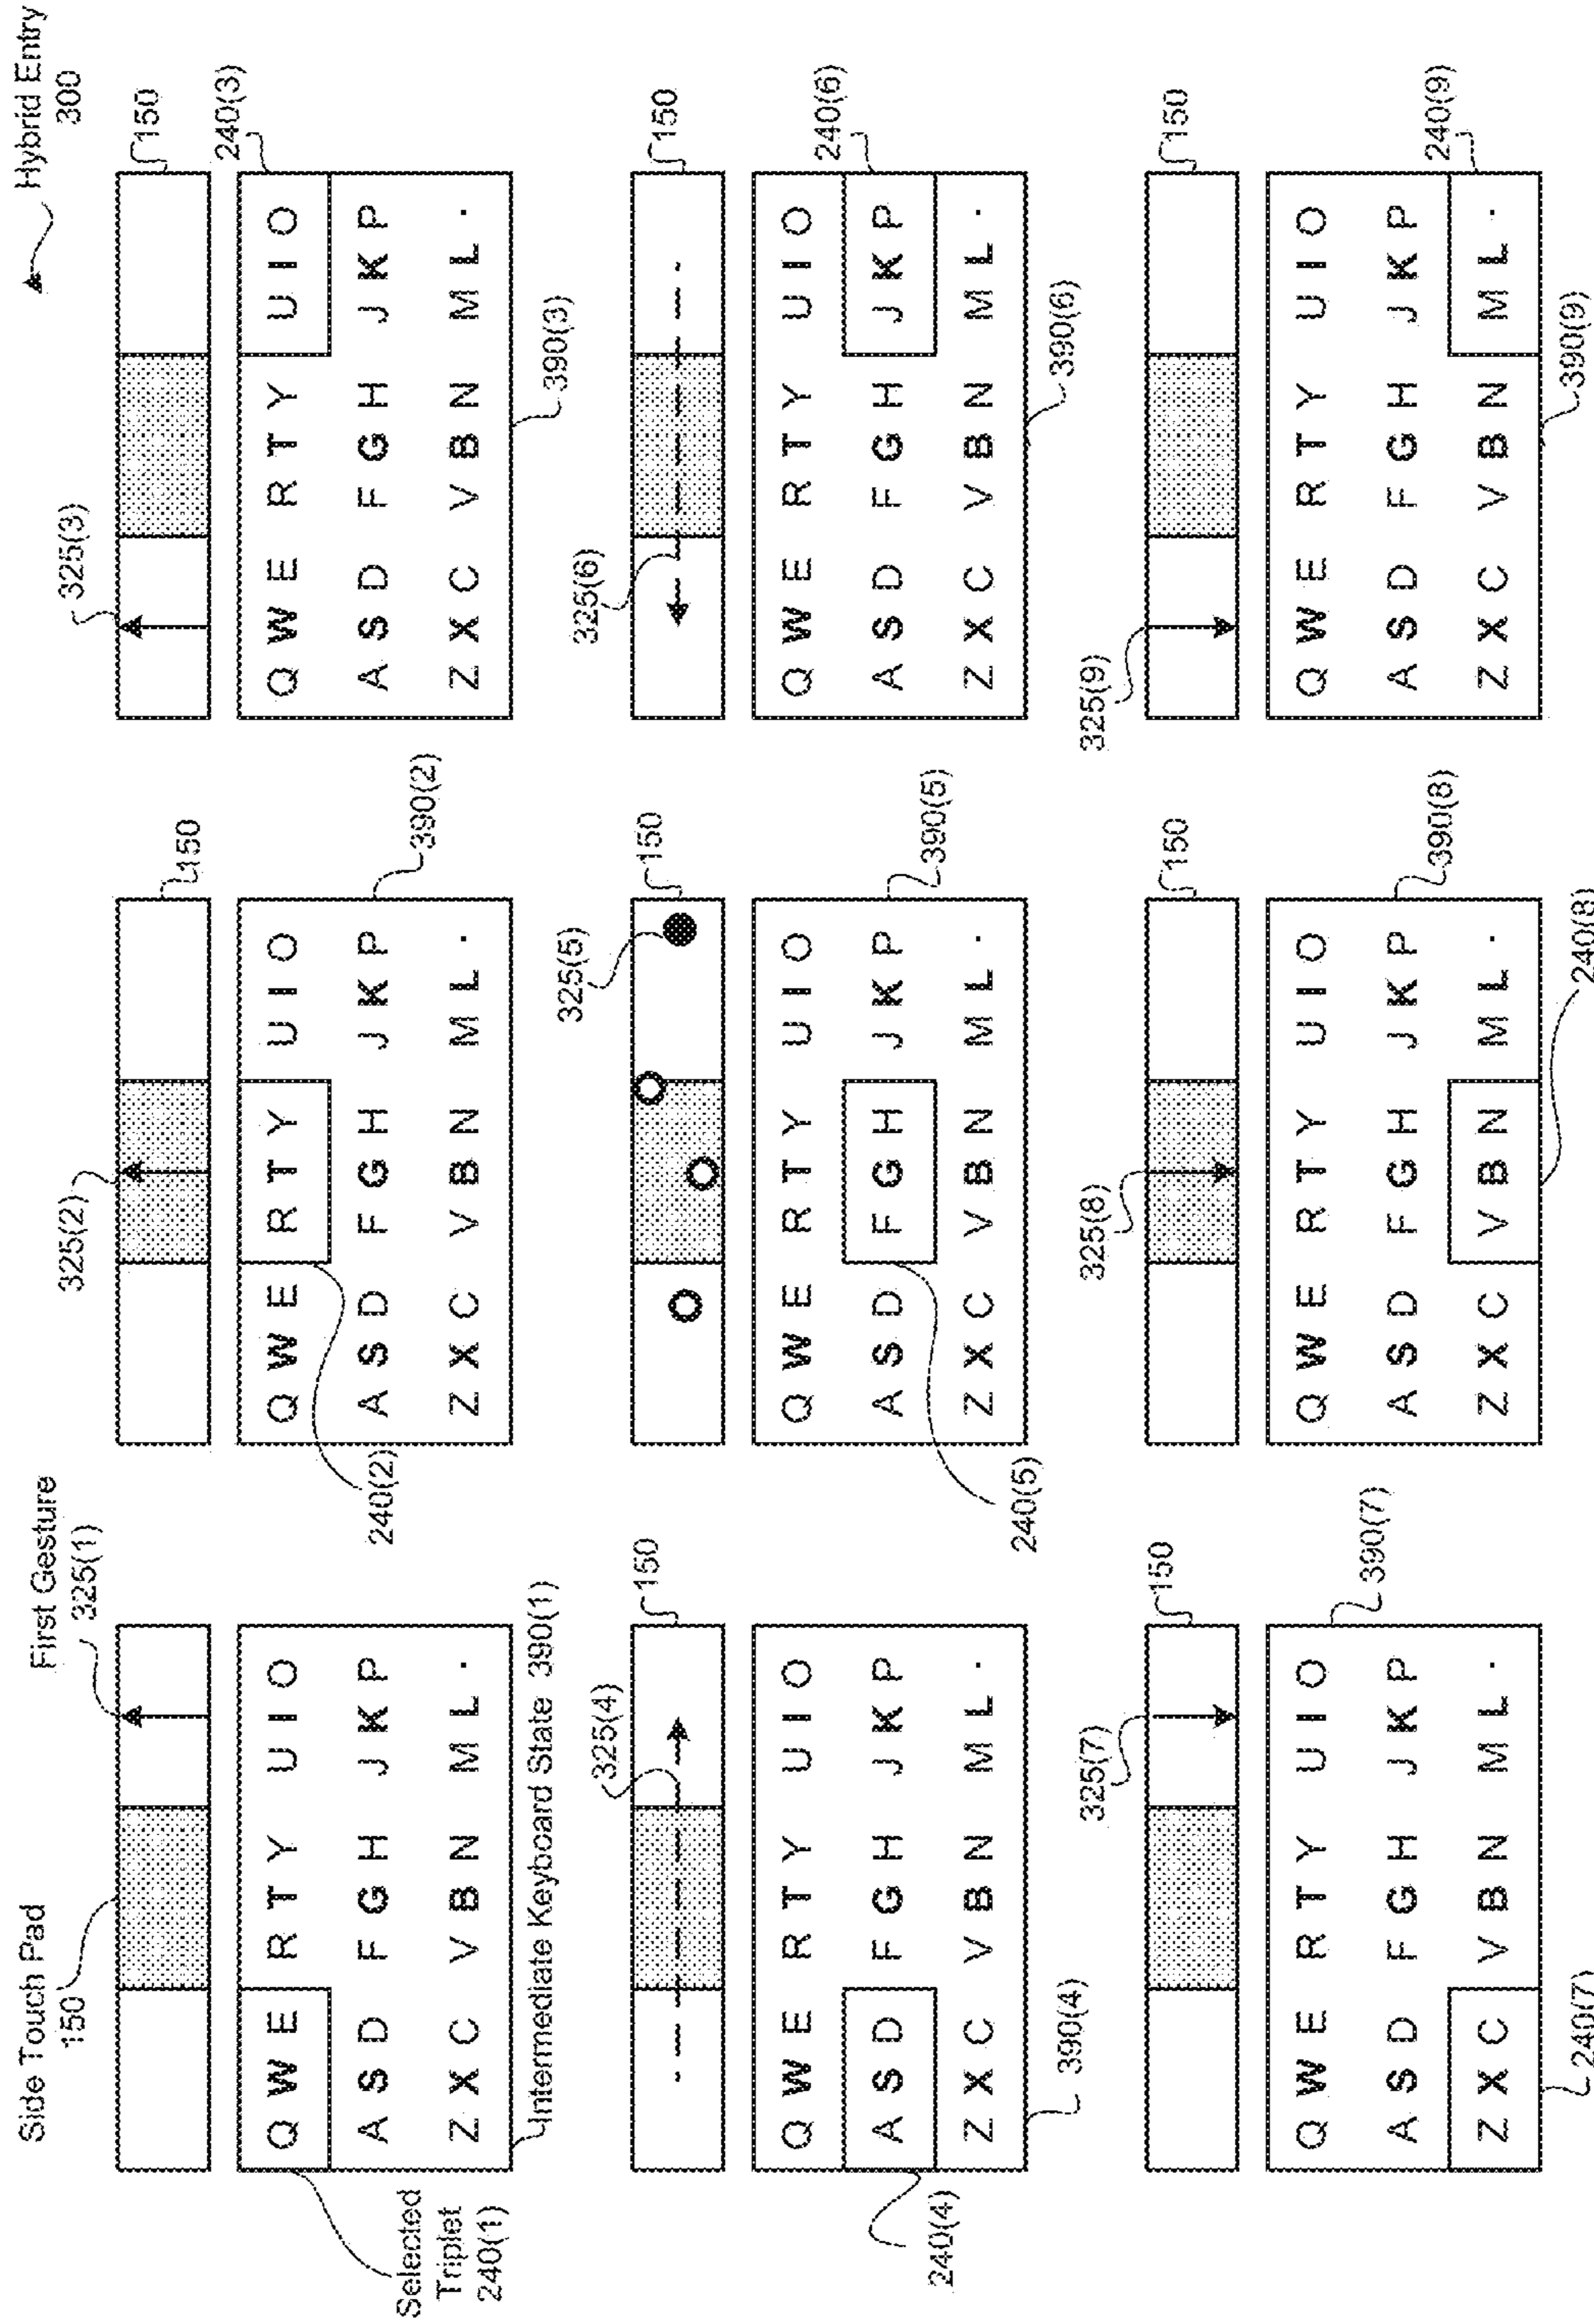 Hybrid Entry
300
Side Touch Pad
150
First Gesture
325(1)
325(2)
325(3)
150
150
Selected
Triplet
240(1)
240(2)
240(3)
Q W E R T Y U I O
A S D F G H J K P
Z X C V B N M L .
Intermediate Keyboard State 390(1)
Q W E R T Y U I O
A S D F G H J K P
Z X C V B N M L .
390(2)
Q W E R T Y U I O
A S D F G H J K P
Z X C V B N M L .
390(3)
325(4)
150
325(5)
150
325(6)
150
240(4)
Q W E R T Y U I O
A S D F G H J K P
Z X C V B N M L .
390(4)
240(5)
Q W E R T Y U I O
A S D F G H J K P
Z X C V B N M L .
390(5)
240(6)
Q W E R T Y U I O
A S D F G H J K P
Z X C V B N M L .
390(6)
325(7)
150
325(8)
150
325(9)
150
Q W E R T Y U I O
A S D F G H J K P
Z X C V B N M L .
240(7)
390(7)
Q W E R T Y U I O
A S D F G H J K P
Z X C V B N M L .
240(8)
390(8)
Q W E R T Y U I O
A S D F G H J K P
Z X C V B N M L .
240(9)
390(9)